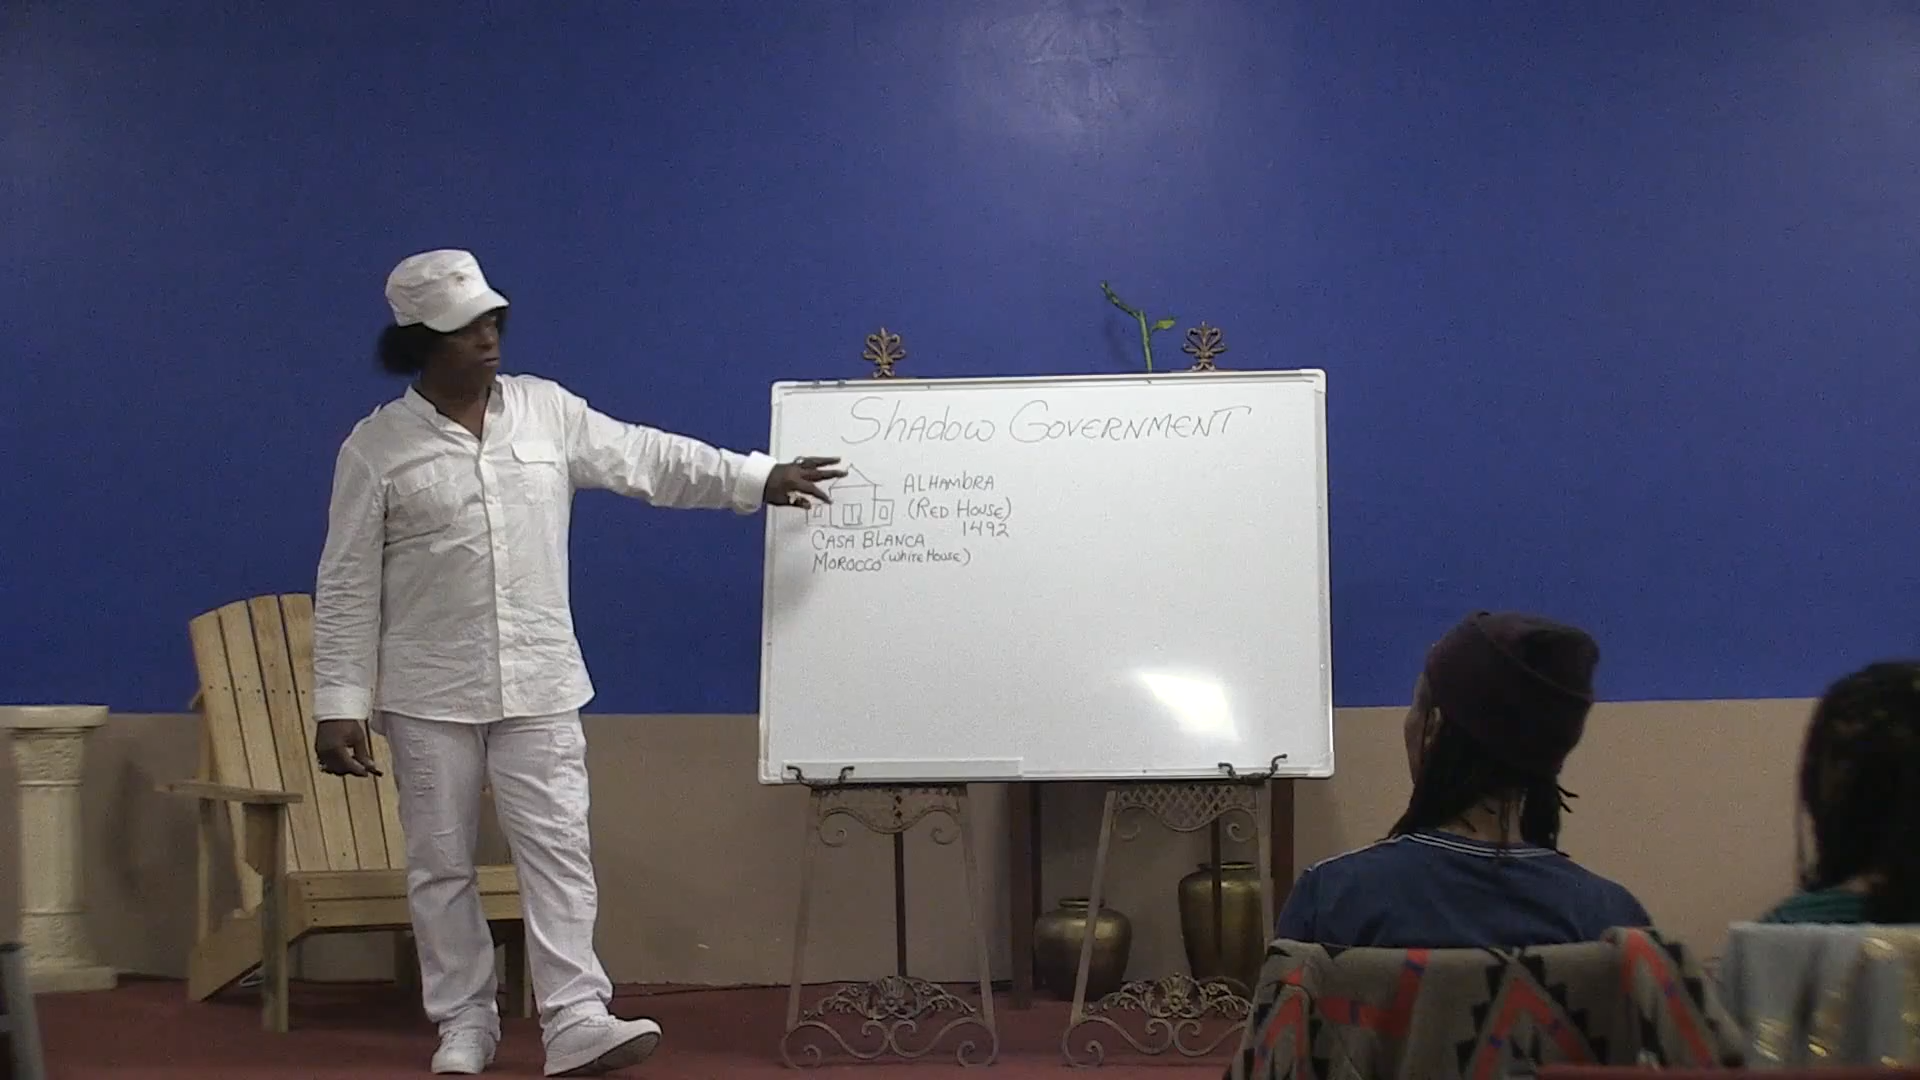 Shadow Government
Alhambra
(Red House)
1492
Casa Blanca
Morocco (White House)